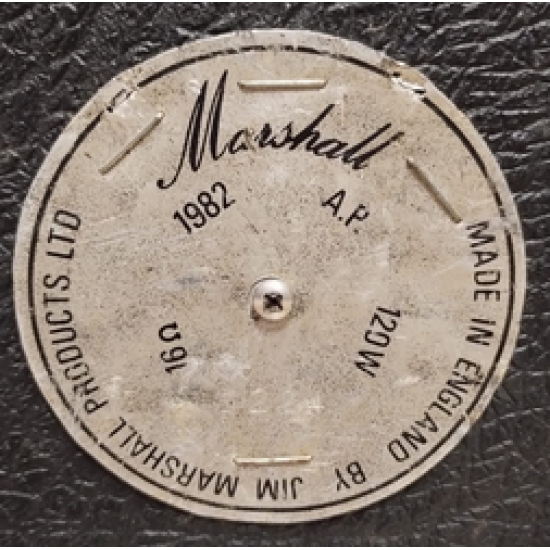 Marshall
1982 A.P.
16Ω 120W
MADE IN ENGLAND BY JIM MARSHALL PRODUCTS LTD